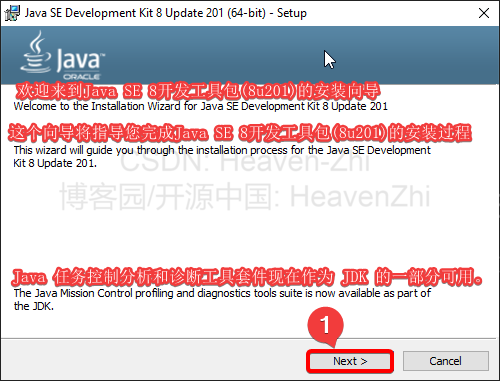 Java SE Development Kit 8 Update 201 (64-bit) - Setup
Java
ORACLE
欢迎来到Java SE 8开发工具包(8u201)的安装向导
Welcome to the Installation Wizard for Java SE Development Kit 8 Update 201
这个向导将指导您完成Java SE 8开发工具包(8u201)的安装过程
This wizard will guide you through the installation process for the Java SE Development
Kit 8 Update 201.
CSDN: Heaven-Zhi
博客园/开源中国: HeavenZhi
Java 任务控制分析和诊断工具套件现在作为 JDK 的一部分可用。
The Java Mission Control profiling and diagnostics tools suite is now available as part of
the JDK.
1
Next >
Cancel